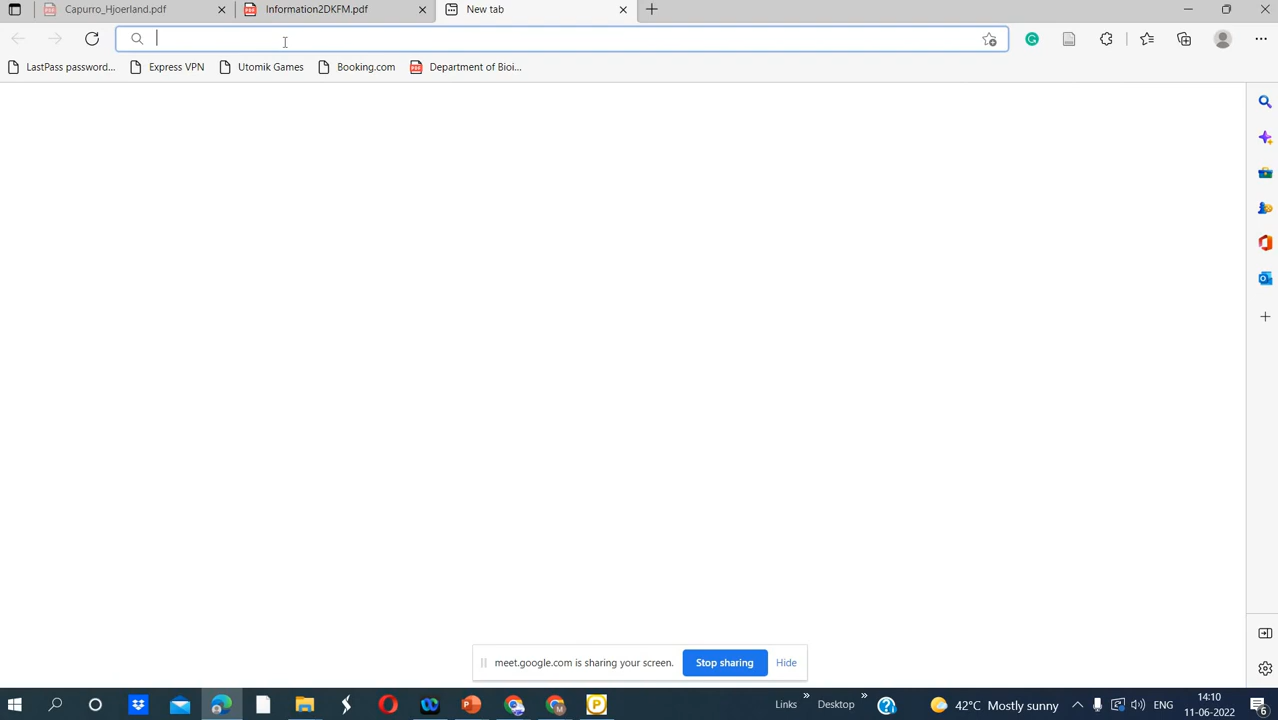 Capurro_Hjoerland.pdf
Information2DKFM.pdf
New tab
LastPass password...
Express VPN
Utomik Games
Booking.com
Department of Bioi...
meet.google.com is sharing your screen.
Stop sharing
Hide
Links
Desktop
42°C Mostly sunny
ENG
14:10
11-06-2022
6